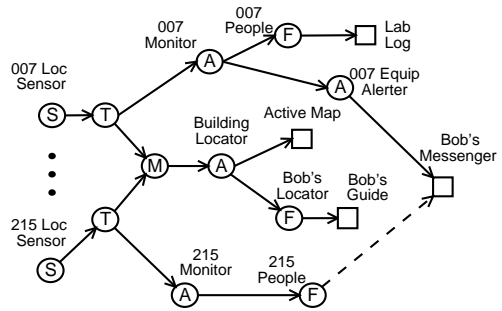 007
People
Lab
Log
F
007
Monitor
A
007 Loc
Sensor
007 Equip
Alerter
A
S
T
Building
Locator
Active Map
Bob's
Messenger
M
A
Bob's
Locator
Bob's
Guide
T
F
215 Loc
Sensor
S
215
Monitor
215
People
A
F